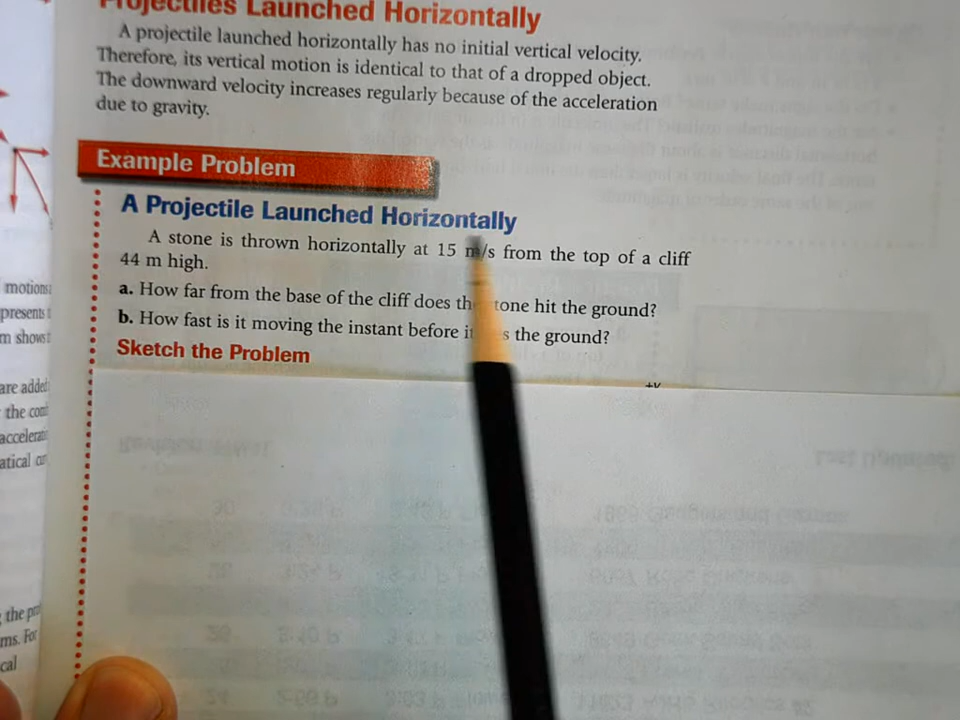 Projectiles Launched Horizontally
A projectile launched horizontally has no initial vertical velocity.
Therefore, its vertical motion is identical to that of a dropped object.
The downward velocity increases regularly because of the acceleration
due to gravity.
Example Problem
A Projectile Launched Horizontally
A stone is thrown horizontally at 15 m/s from the top of a cliff
44 m high.
a. How far from the base of the cliff does the stone hit the ground?
b. How fast is it moving the instant before it the ground?
Sketch the Problem
+y
motions
presents
m shows
are added
the com
accelerat
atical
the pr
ms. For
cal